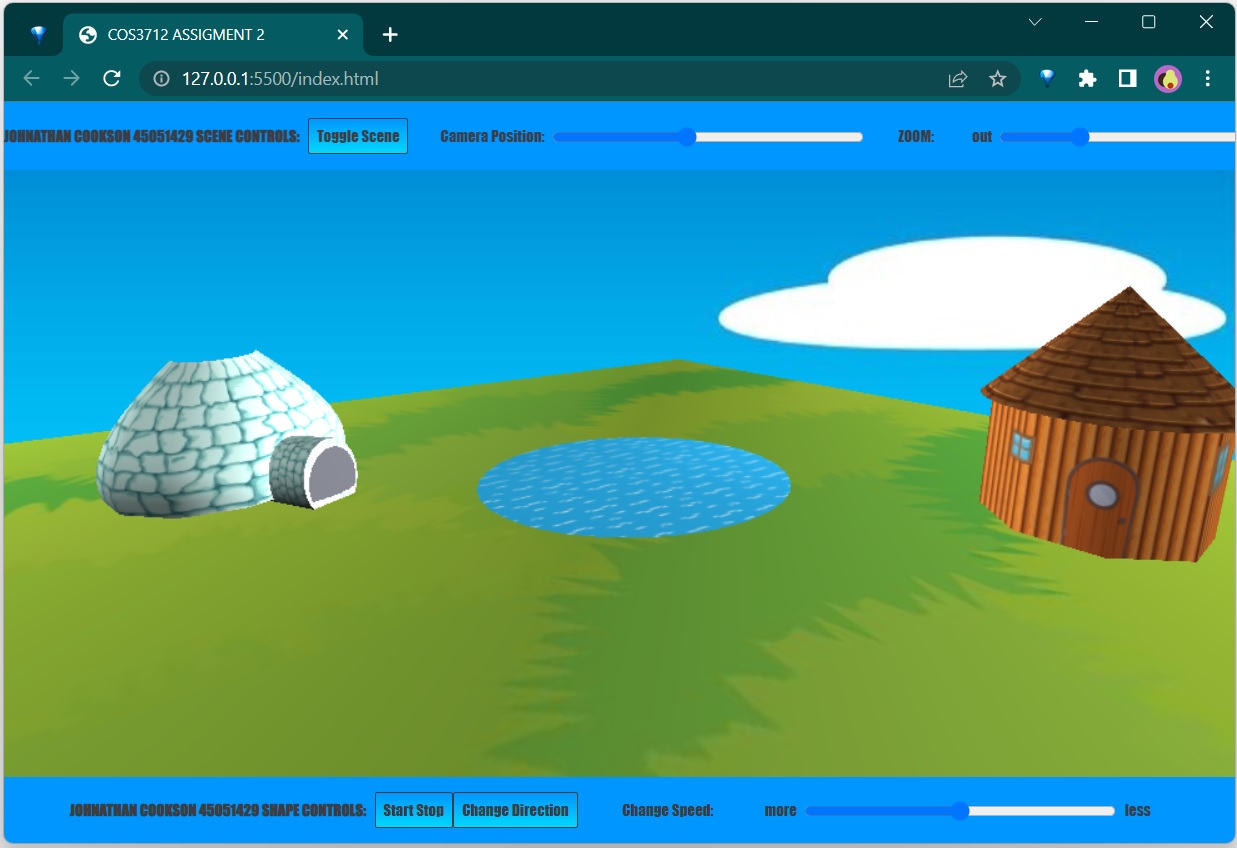 COS3712 ASSIGMENT 2
127.0.0.1:5500/index.html
JOHNATHAN COOKSON 45051429 SCENE CONTROLS: Toggle Scene Camera Position: ZOOM: out
JOHNATHAN COOKSON 45051429 SHAPE CONTROLS: Start Stop Change Direction Change Speed: more less